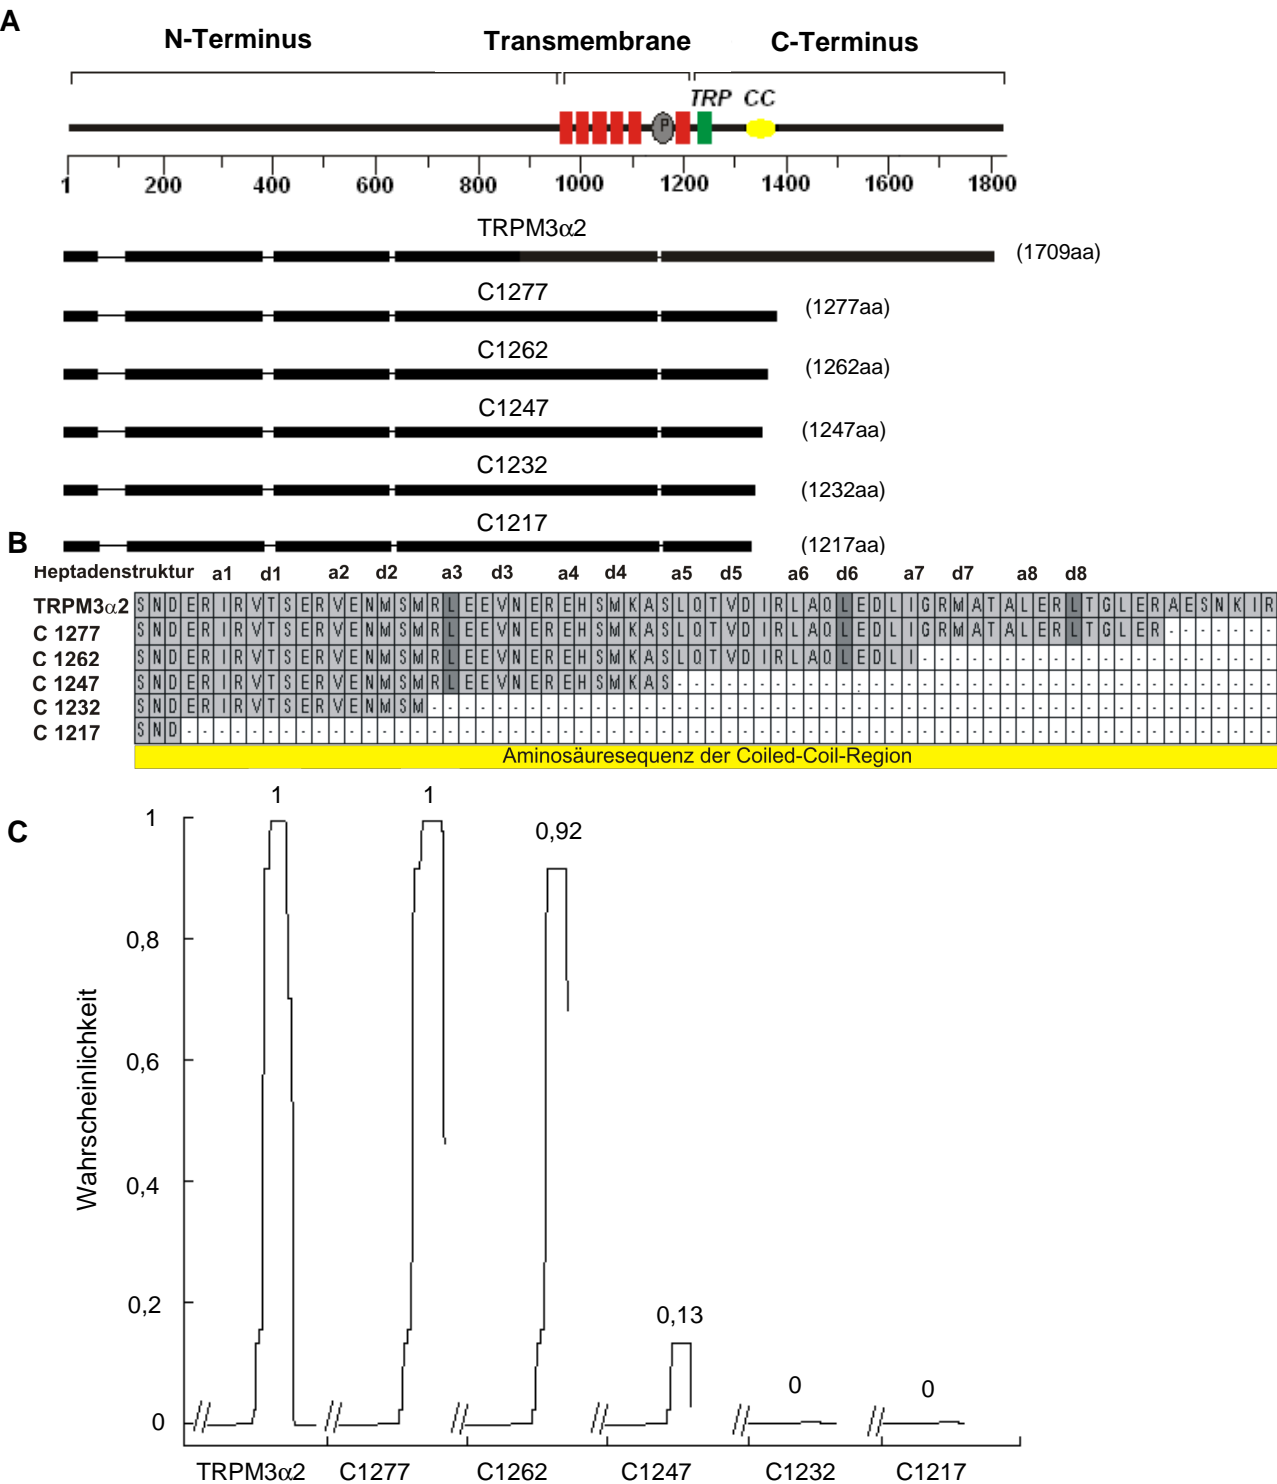 A
N-Terminus Transmembrane C-Terminus
TRP CC
P
1 200 400 600 800 1000 1200 1400 1600 1800
TRPM3α2
(1709aa)
C1277
(1277aa)
C1262
(1262aa)
C1247
(1247aa)
C1232
(1232aa)
C1217
(1217aa)
B
Heptadenstruktur a1 d1 a2 d2 a3 d3 a4 d4 a5 d5 a6 d6 a7 d7 a8 d8
TRPM3α2 SNDERIRVTSERVENMSMRLEEVNEREHSMKASLQTVDIRLAQLEDLIGRMATALERLTGLERAESNKIR
C 1277 SNDERIRVTSERVENMSMRLEEVNEREHSMKASLQTVDIRLAQLEDLIGRMATALERLTGLER-------
C 1262 SNDERIRVTSERVENMSMRLEEVNEREHSMKASLQTVDIRLAQLEDLI----------------------
C 1247 SNDERIRVTSERVENMSMRLEEVNEREHSMKAS-------------------------------------
C 1232 SNDERIRVTSERVENMSM----------------------------------------------------
C 1217 SND-------------------------------------------------------------------
Aminosäuresequenz der Coiled-Coil-Region
C
Wahrscheinlichkeit
1
0,8
0,6
0,4
0,2
0
1
1
0,92
0,13
0
0
TRPM3α2 C1277 C1262 C1247 C1232 C1217